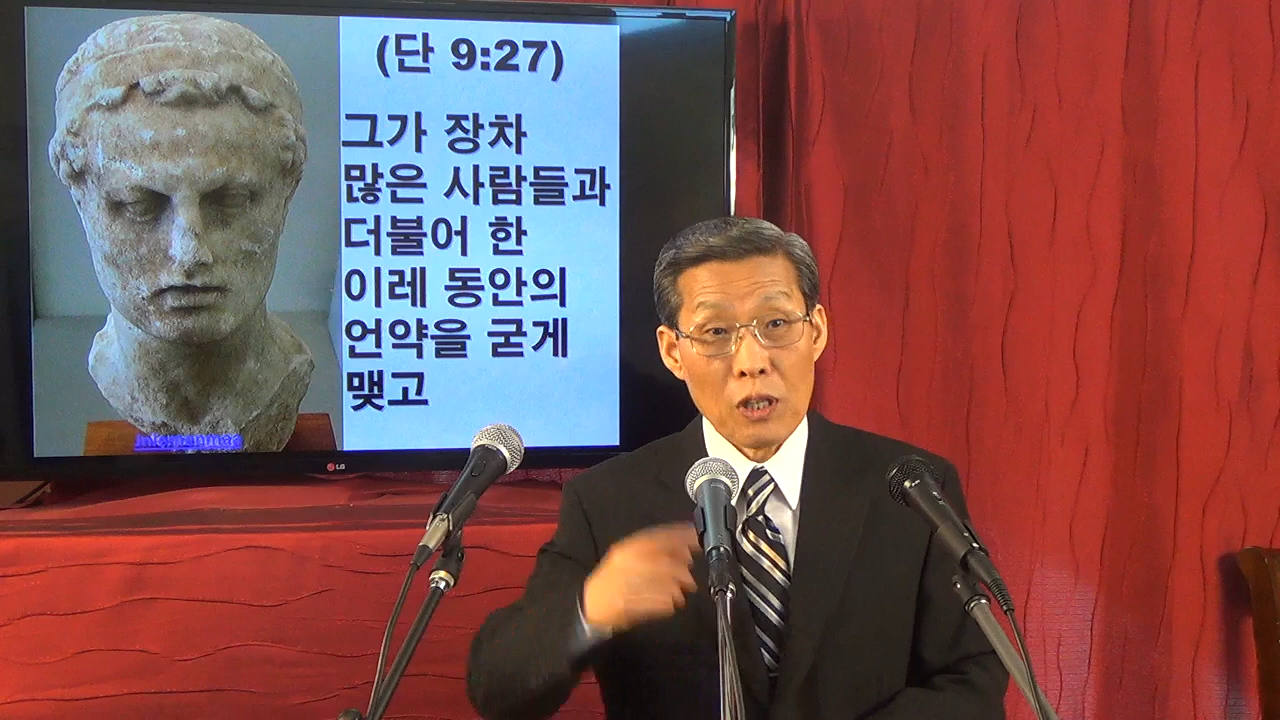 (단 9:27)
그가 장차
많은 사람들과
더불어 한
이레 동안의
언약을 굳게
맺고
LG